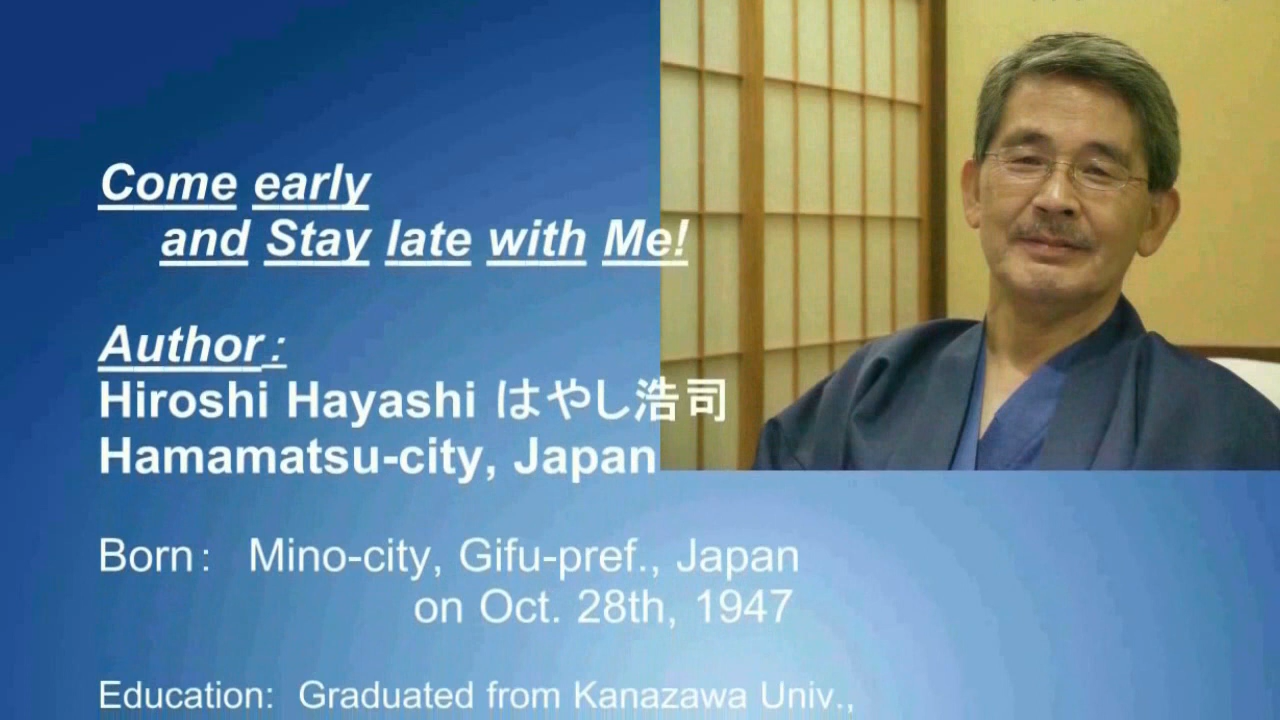 Come early
and Stay late with Me!
Author :
Hiroshi Hayashi はやし浩司
Hamamatsu-city, Japan
Born： Mino-city, Gifu-pref., Japan
on Oct. 28th, 1947
Education: Graduated from Kanazawa Univ.,